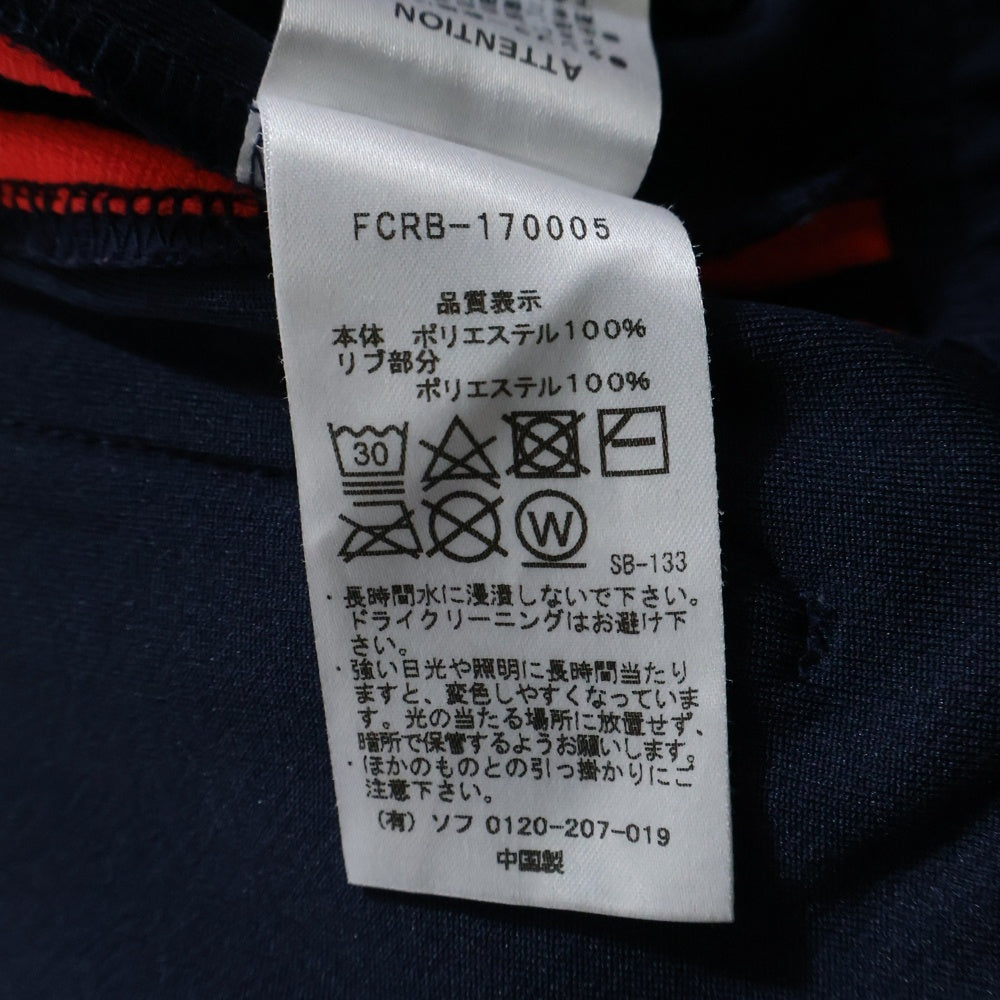 ATTENTION
FCRB-170005
品質表示
本体 ポリエステル100%
リブ部分
ポリエステル100%
30
W
SB-133
・長時間水に浸漬しないで下さい。
ドライクリーニングはお避け下
さい。
・強い日光や照明に長時間当たり
ますと、変色しやすくなっていま
す。光の当たる場所に放置せず、
暗所で保管するようお願いします。
・ほかのものとの引っ掛かりにご
注意下さい。
(有)ソフ 0120-207-019
中国製